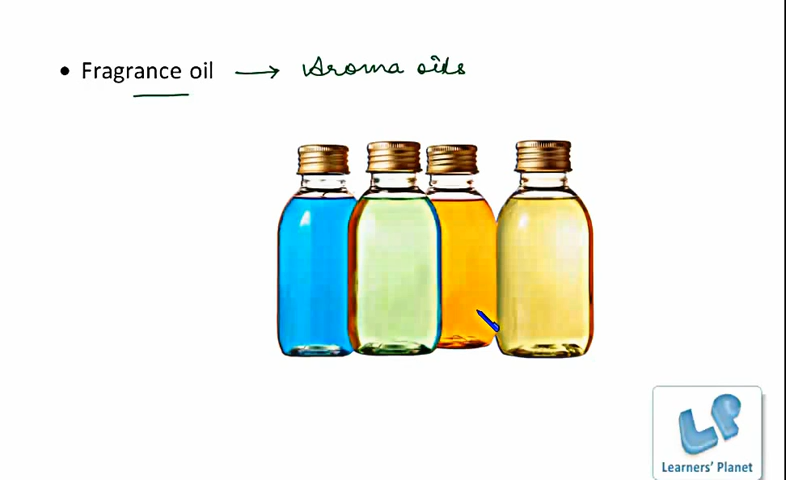 • Fragrance oil → Aroma oils
LP
Learners' Planet